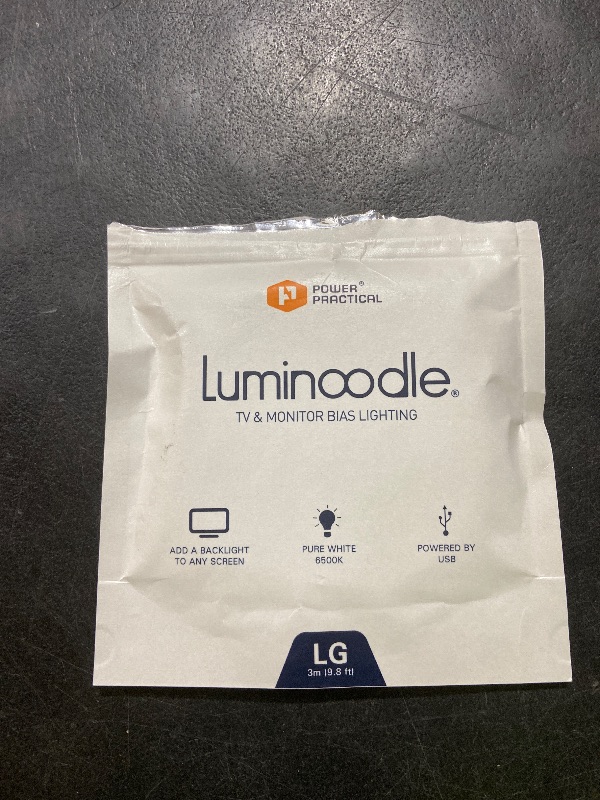 POWER®
PRACTICAL
Luminoodle®
TV & MONITOR BIAS LIGHTING
ADD A BACKLIGHT
TO ANY SCREEN
PURE WHITE
6500K
POWERED BY
USB
LG
3m (9.8 ft)